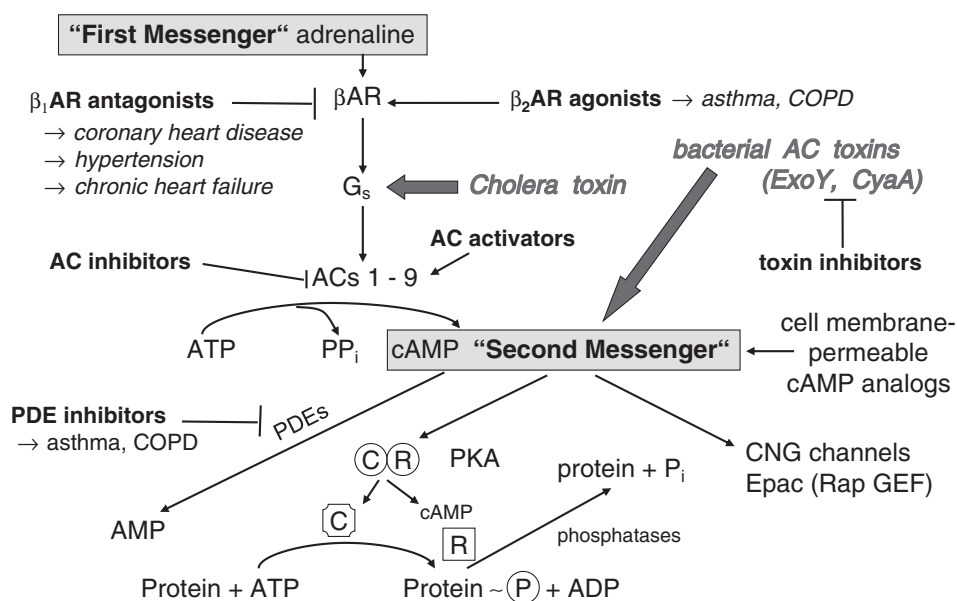 “First Messenger“ adrenaline
β₁AR antagonists
→ coronary heart disease
→ hypertension
→ chronic heart failure
βAR
β₂AR agonists → asthma, COPD
bacterial AC toxins
(ExoY, CyaA)
Gₛ
Cholera toxin
AC activators
AC inhibitors
ACs 1 - 9
toxin inhibitors
ATP
PPᵢ
cAMP “Second Messenger“
cell membrane-
permeable
cAMP analogs
PDE inhibitors
→ asthma, COPD
PDEs
C R PKA
protein + Pᵢ
CNG channels
Epac (Rap GEF)
AMP
C
cAMP
R
phosphatases
Protein + ATP
Protein ~ P + ADP